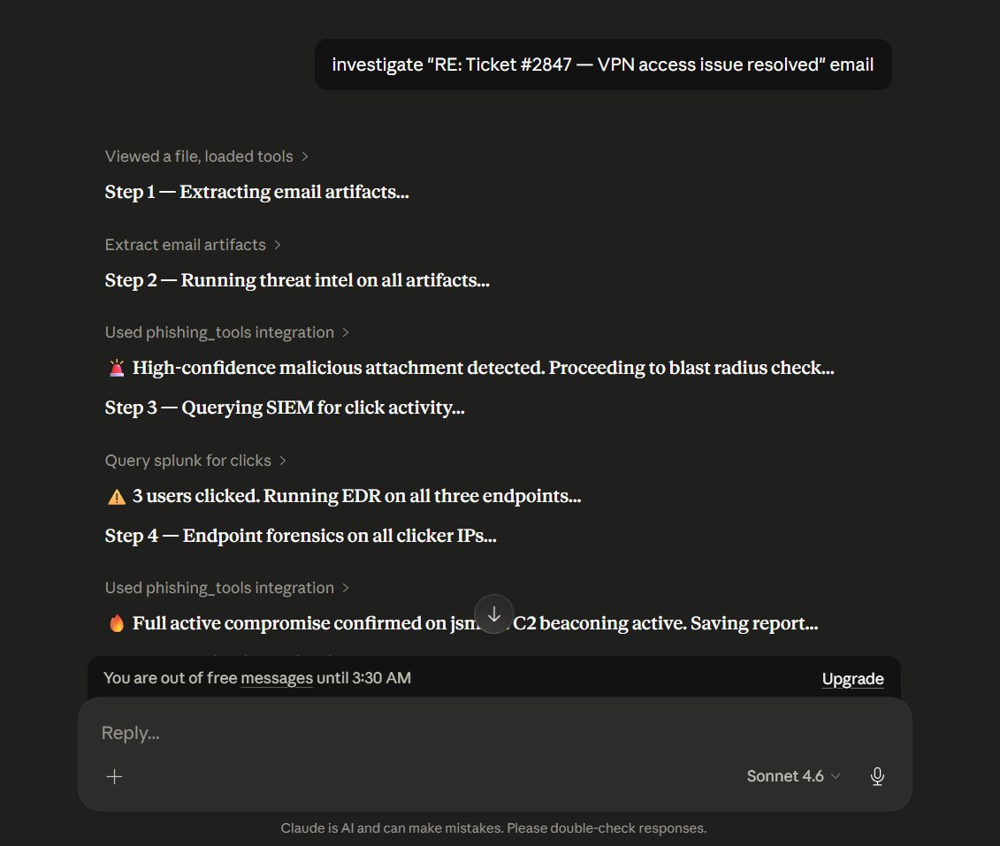 investigate "RE: Ticket #2847 — VPN access issue resolved" email
Viewed a file, loaded tools
Step 1 — Extracting email artifacts...
Extract email artifacts
Step 2 — Running threat intel on all artifacts...
Used phishing_tools integration
🚨 High-confidence malicious attachment detected. Proceeding to blast radius check...
Step 3 — Querying SIEM for click activity...
Query splunk for clicks
⚠️ 3 users clicked. Running EDR on all three endpoints...
Step 4 — Endpoint forensics on all clicker IPs...
Used phishing_tools integration
🔥 Full active compromise confirmed on C2 beaconing active. Saving report...
You are out of free messages until 3:30 AM
Upgrade
Reply...
Sonnet 4.6
Claude is AI and can make mistakes. Please double-check responses.